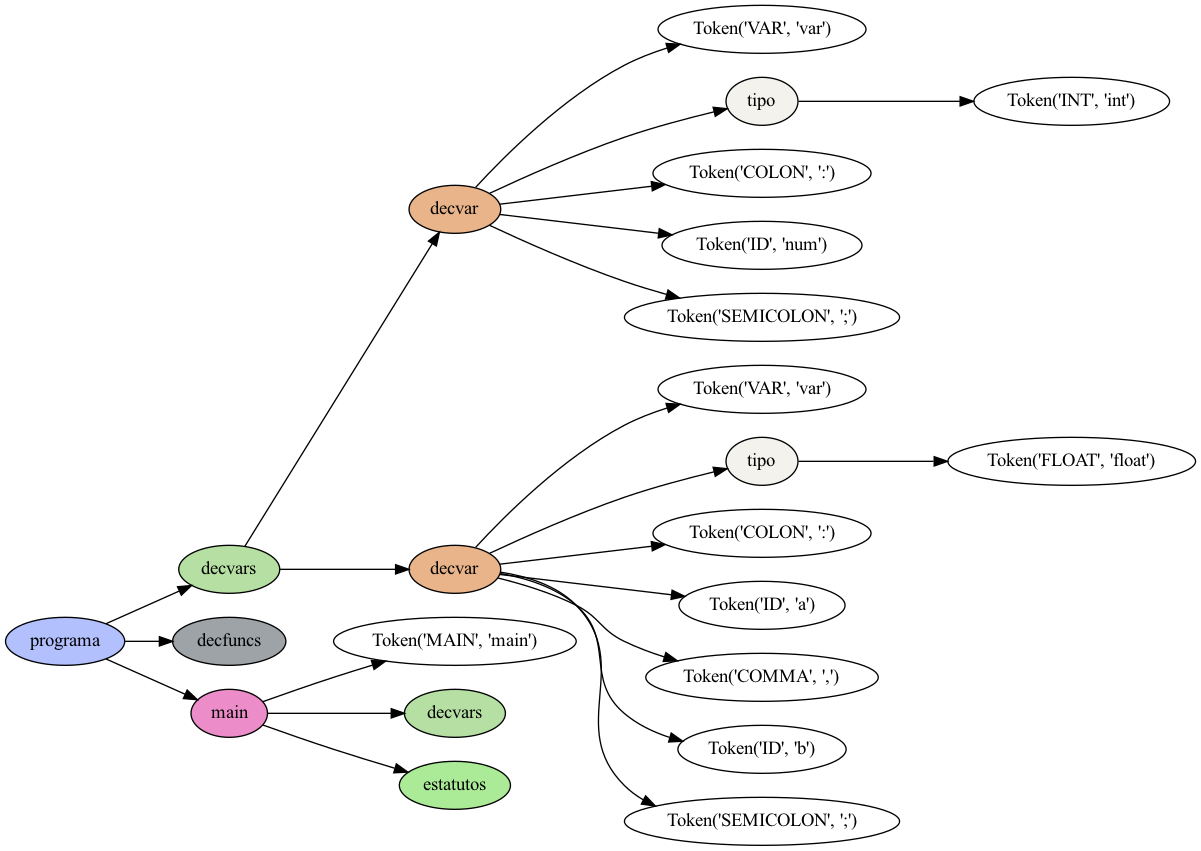 Token('VAR', 'var')
tipo
Token('INT', 'int')
Token('COLON', ':')
decvar
Token('ID', 'num')
Token('SEMICOLON', ';')
Token('VAR', 'var')
tipo
Token('FLOAT', 'float')
Token('COLON', ':')
decvars
decvar
Token('ID', 'a')
programa
decfuncs
Token('MAIN', 'main')
Token('COMMA', ',')
main
decvars
Token('ID', 'b')
estatutos
Token('SEMICOLON', ';')